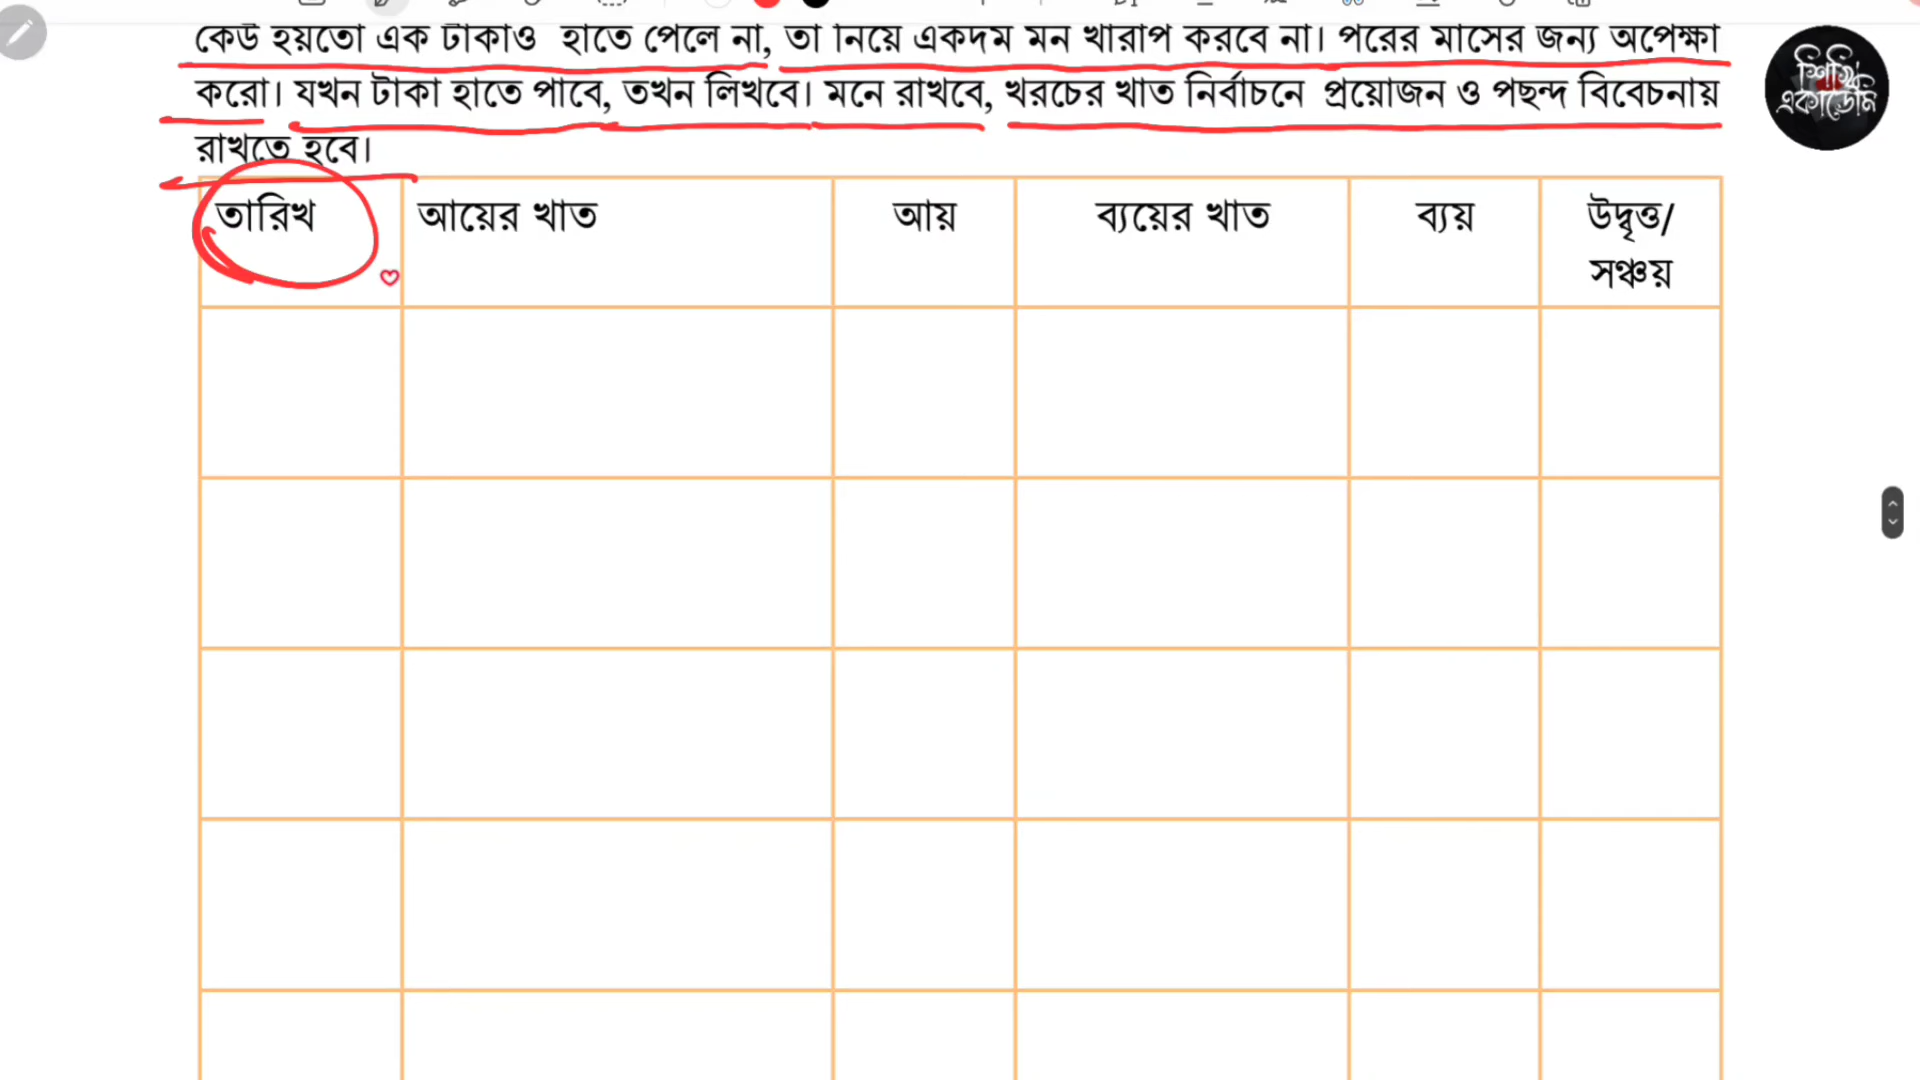 কেউ হয়তো এক টাকাও হাতে পেলে না, তা নিয়ে একদম মন খারাপ করবে না। পরের মাসের জন্য অপেক্ষা
করো। যখন টাকা হাতে পাবে, তখন লিখবে। মনে রাখবে, খরচের খাত নির্বাচনে প্রয়োজন ও পছন্দ বিবেচনায়
রাখতে হবে।
তারিখ আয়ের খাত আয় ব্যয়ের খাত ব্যয় উদ্বৃত্ত/
সঞ্চয়
একাডেমি